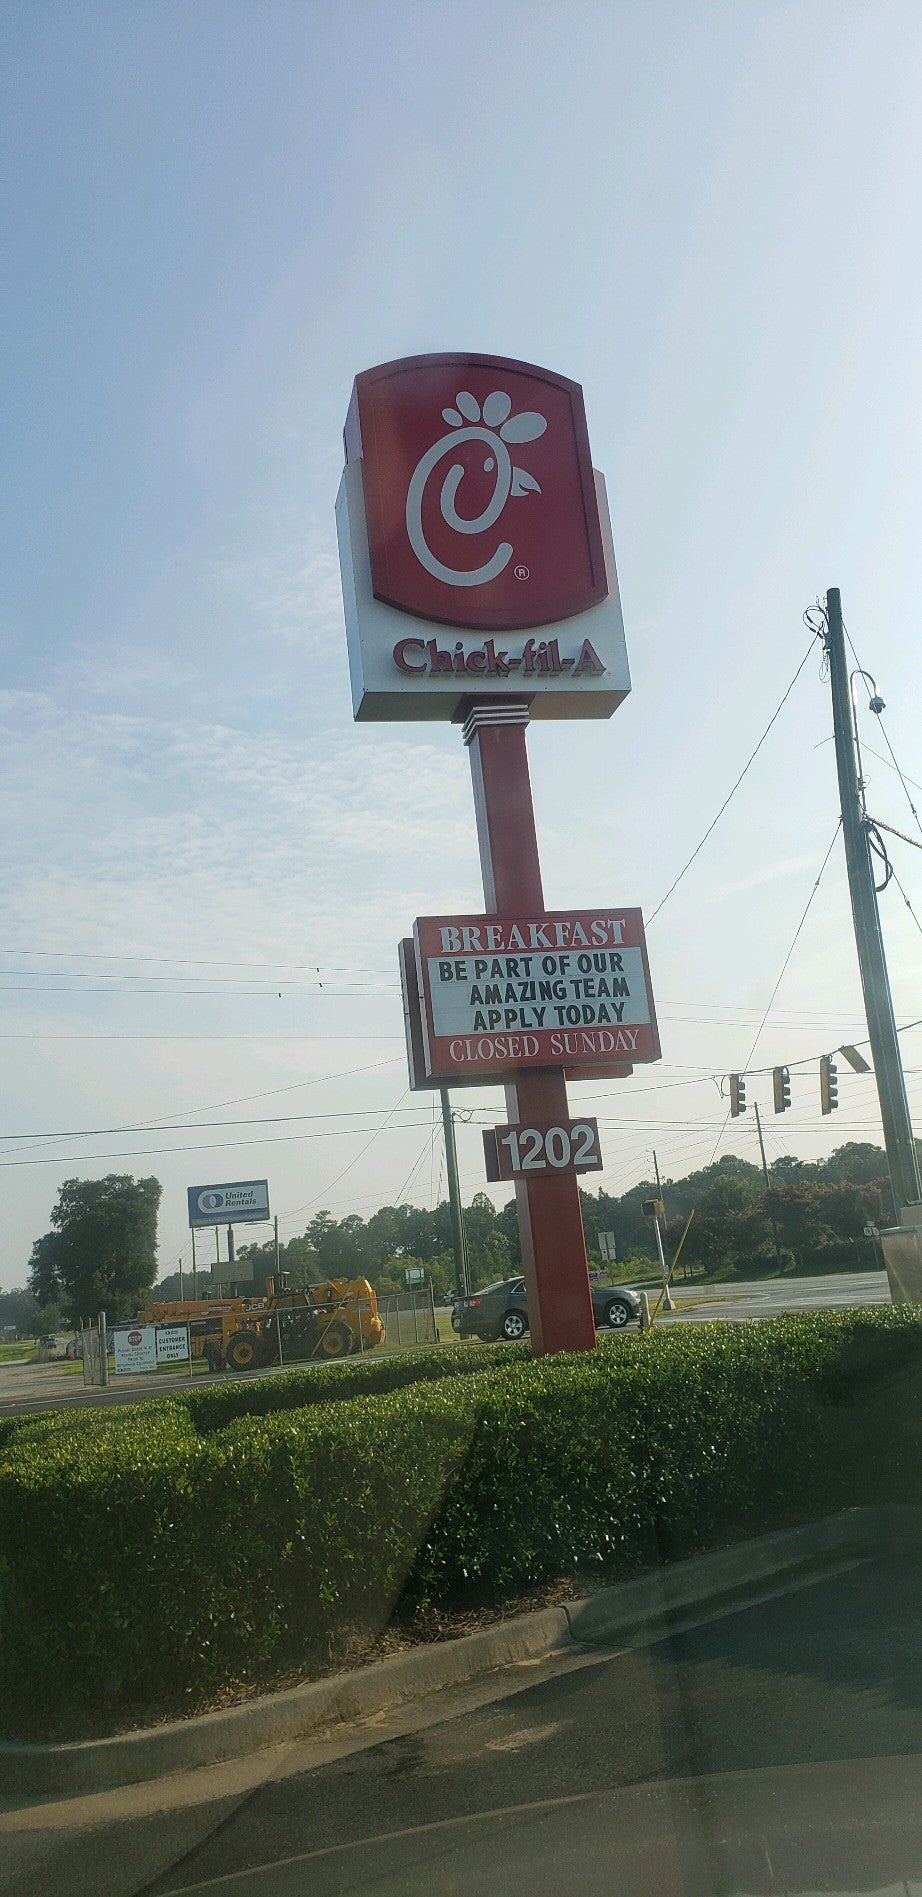 Chick-fil-A
BREAKFAST
BE PART OF OUR
AMAZING TEAM
APPLY TODAY
CLOSED SUNDAY
1202
United
Rentals
JCB
STOP
CUSTOMER
ENTRANCE
ONLY